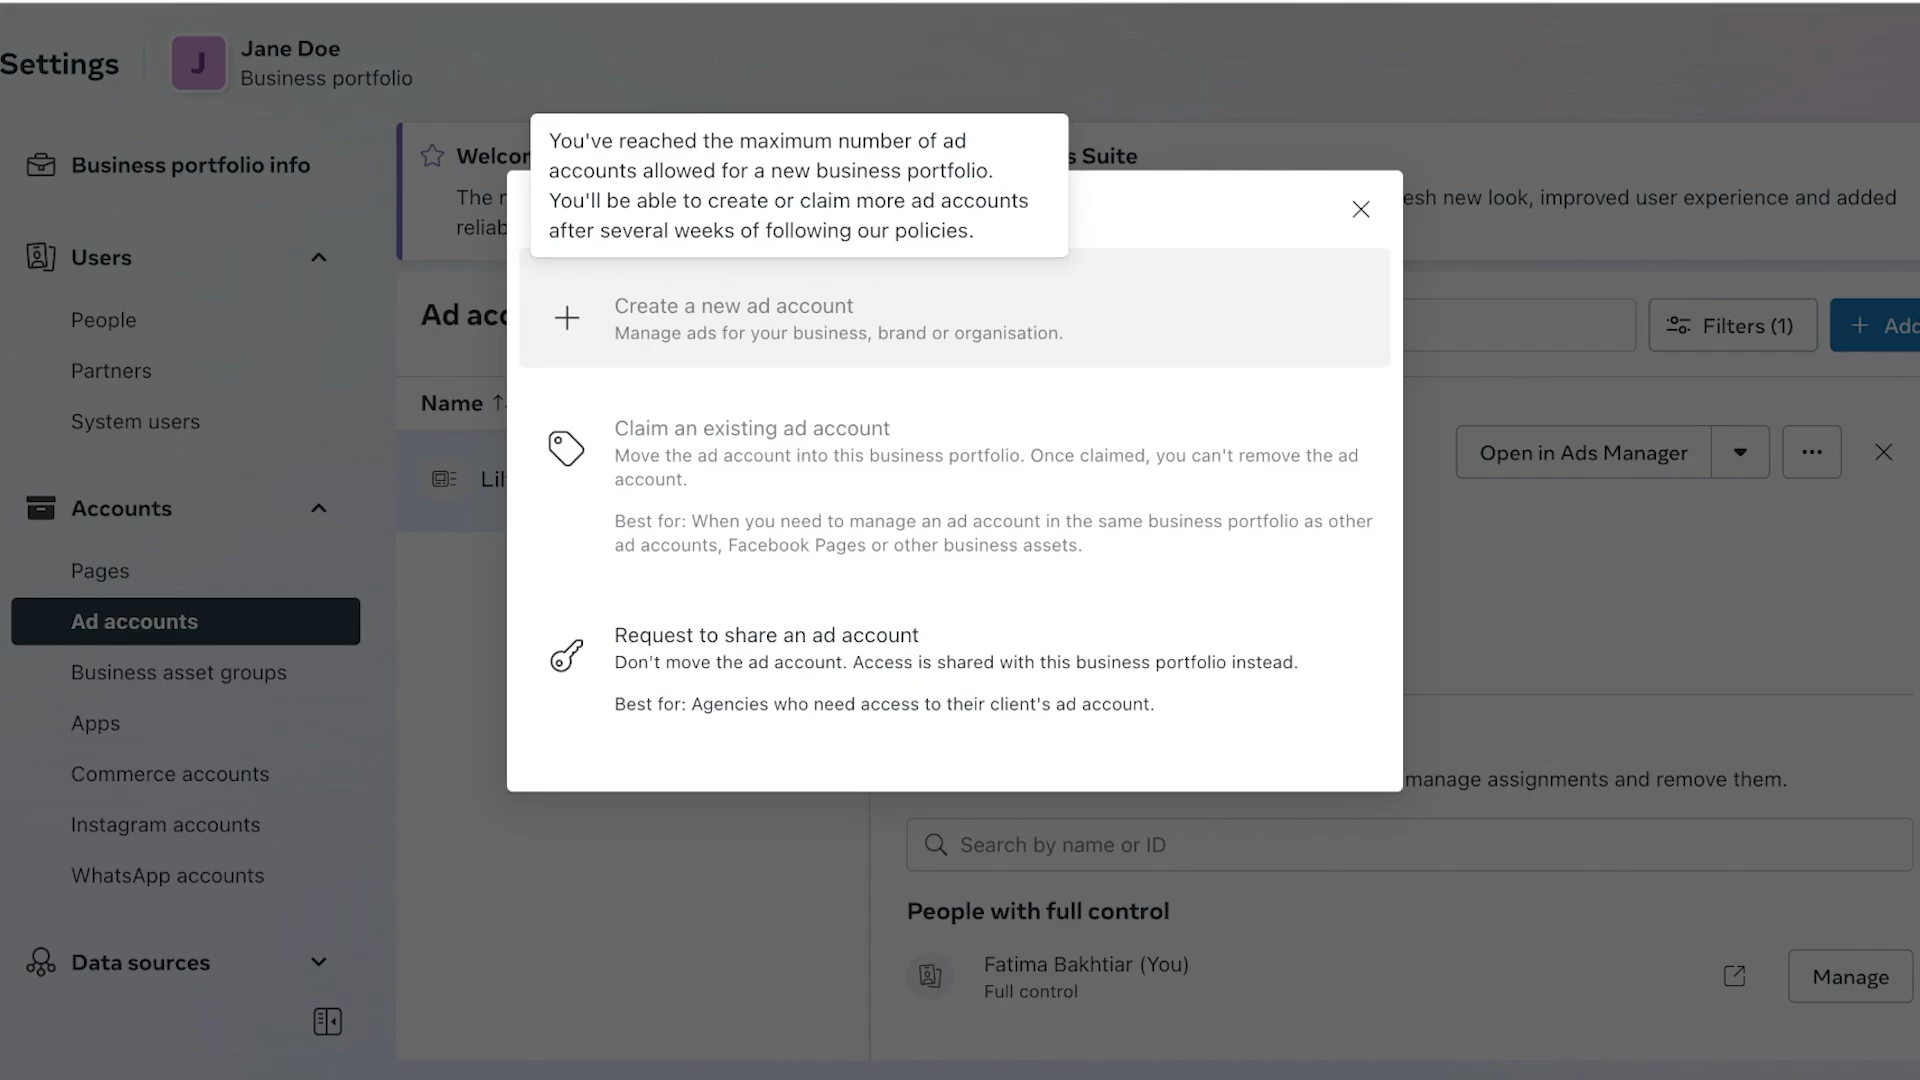 Settings
J
Jane Doe
Business portfolio
Business portfolio info
Users
People
Partners
System users
Accounts
Pages
Ad accounts
Business asset groups
Apps
Commerce accounts
Instagram accounts
WhatsApp accounts
Data sources
s Suite
esh new look, improved user experience and added
You've reached the maximum number of ad
accounts allowed for a new business portfolio.
You'll be able to create or claim more ad accounts
after several weeks of following our policies.
Create a new ad account
Manage ads for your business, brand or organisation.
Claim an existing ad account
Move the ad account into this business portfolio. Once claimed, you can't remove the ad
account.
Best for: When you need to manage an ad account in the same business portfolio as other
ad accounts, Facebook Pages or other business assets.
Request to share an ad account
Don't move the ad account. Access is shared with this business portfolio instead.
Best for: Agencies who need access to their client's ad account.
Ad acc
Filters (1)
+ Add
Name ↑
Lil
Open in Ads Manager
manage assignments and remove them.
Search by name or ID
People with full control
Fatima Bakhtiar (You)
Full control
Manage